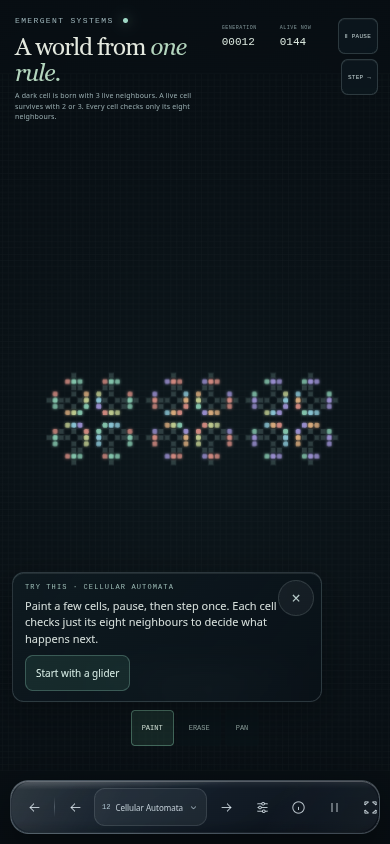 EMERGENT SYSTEMS
A world from one
rule.
A dark cell is born with 3 live neighbours. A live cell
survives with 2 or 3. Every cell checks only its eight
neighbours.
GENERATION
00012
ALIVE NOW
0144
PAUSE
STEP →
TRY THIS · CELLULAR AUTOMATA
Paint a few cells, pause, then step once. Each cell
checks just its eight neighbours to decide what
happens next.
Start with a glider
PAINT ERASE PAN
12 Cellular Automata